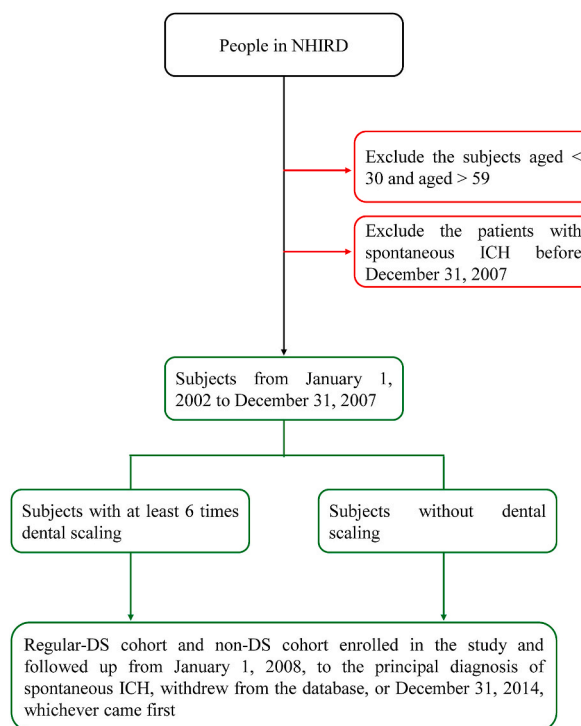 People in NHIRD
Exclude the subjects aged <
30 and aged > 59
Exclude the patients with
spontaneous ICH before
December 31, 2007
Subjects from January 1,
2002 to December 31, 2007
Subjects with at least 6 times
dental scaling
Subjects without dental
scaling
Regular-DS cohort and non-DS cohort enrolled in the study and
followed up from January 1, 2008, to the principal diagnosis of
spontaneous ICH, withdrew from the database, or December 31, 2014,
whichever came first